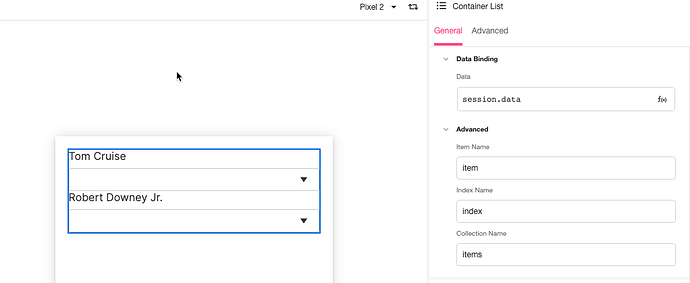 Pixel 2
Container List
General Advanced
Data Binding
Data
session.data
f(x)
Advanced
Item Name
item
Index Name
index
Collection Name
items
Tom Cruise
Robert Downey Jr.